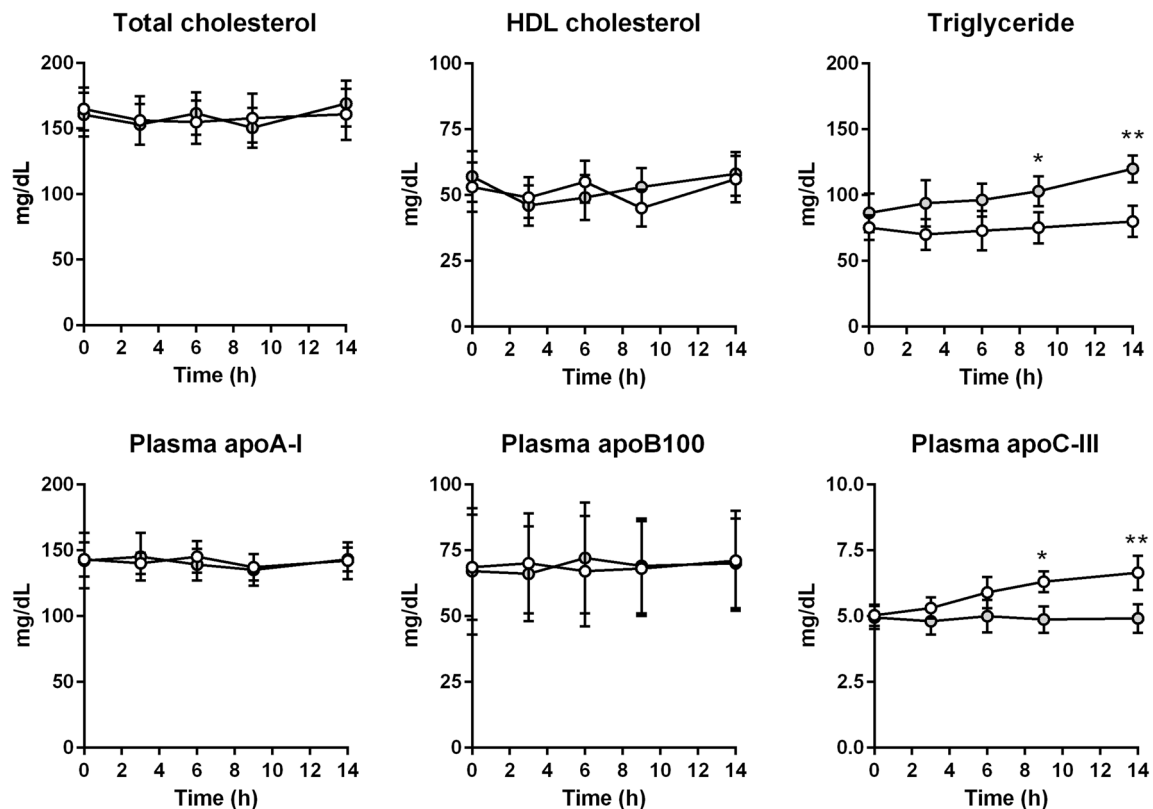 Total cholesterol
200
150
100
50
0
mg/dL
0 2 4 6 8 10 12 14
Time (h)
HDL cholesterol
100
75
50
25
0
mg/dL
0 2 4 6 8 10 12 14
Time (h)
Triglyceride
200
150
100
50
0
mg/dL
* **
0 2 4 6 8 10 12 14
Time (h)
Plasma apoA-I
200
150
100
50
0
mg/dL
0 2 4 6 8 10 12 14
Time (h)
Plasma apoB100
100
75
50
25
0
mg/dL
0 2 4 6 8 10 12 14
Time (h)
Plasma apoC-III
10.0
7.5
5.0
2.5
0.0
mg/dL
* **
0 2 4 6 8 10 12 14
Time (h)